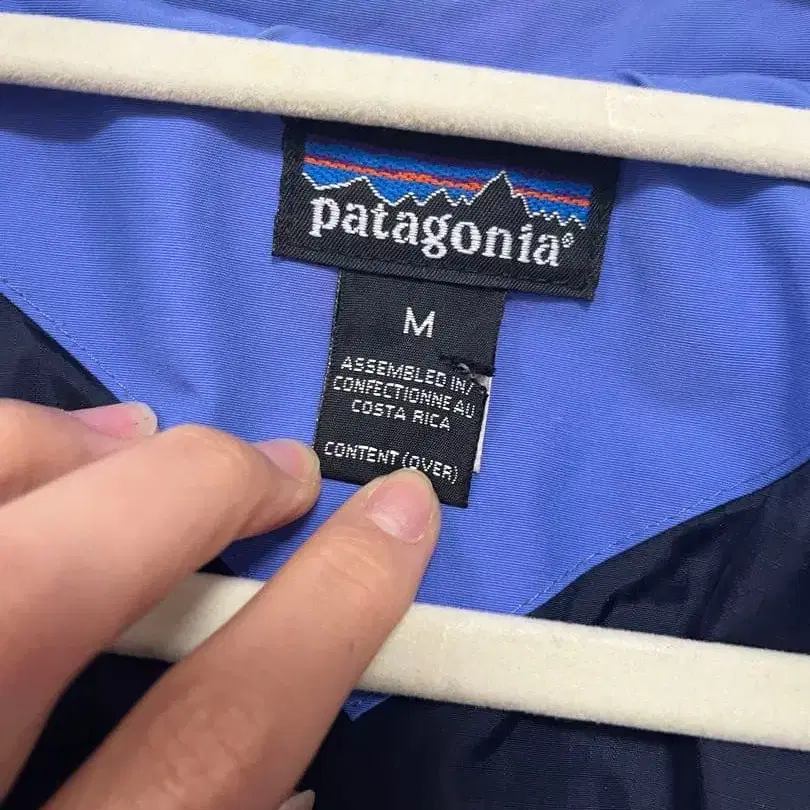 patagonia®
M
ASSEMBLED IN/
CONFECTIONNE AU
COSTA RICA
CONTENT (OVER)